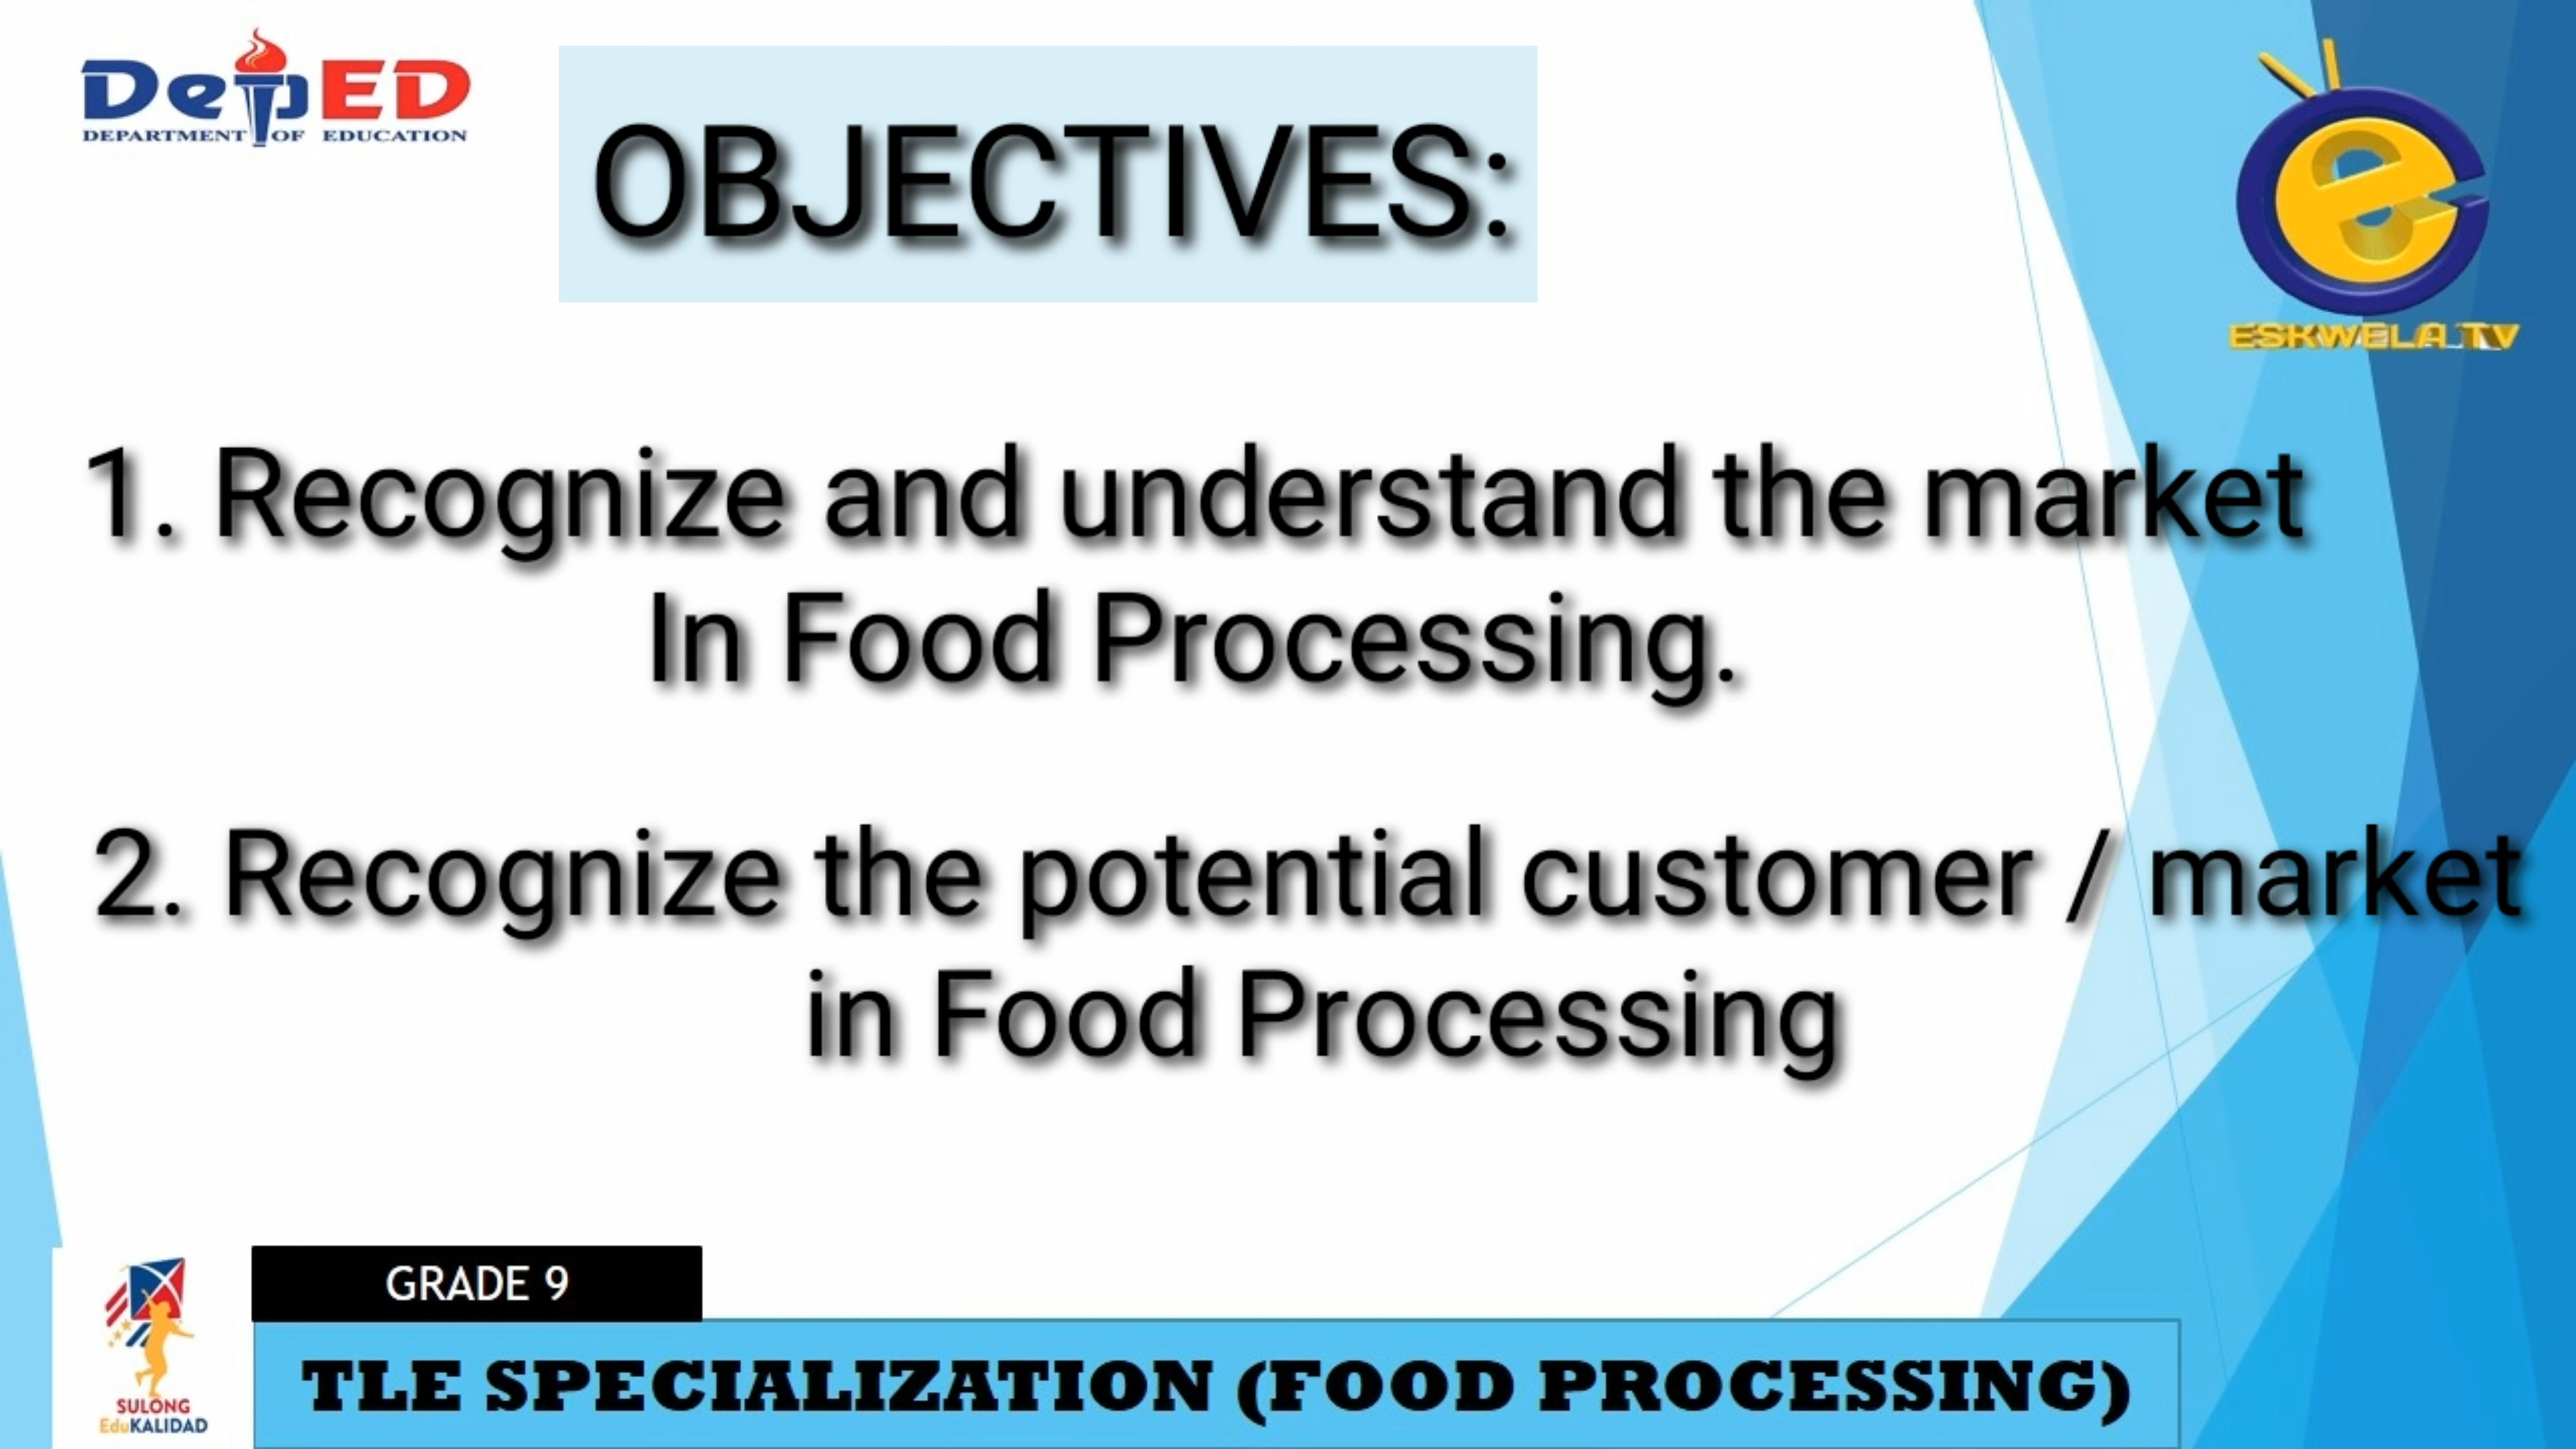 DepED
DEPARTMENT OF EDUCATION
OBJECTIVES:
ESKWELA TV
1. Recognize and understand the market
In Food Processing.
2. Recognize the potential customer / market
in Food Processing
GRADE 9
TLE SPECIALIZATION (FOOD PROCESSING)
SULONG
EduKALIDAD